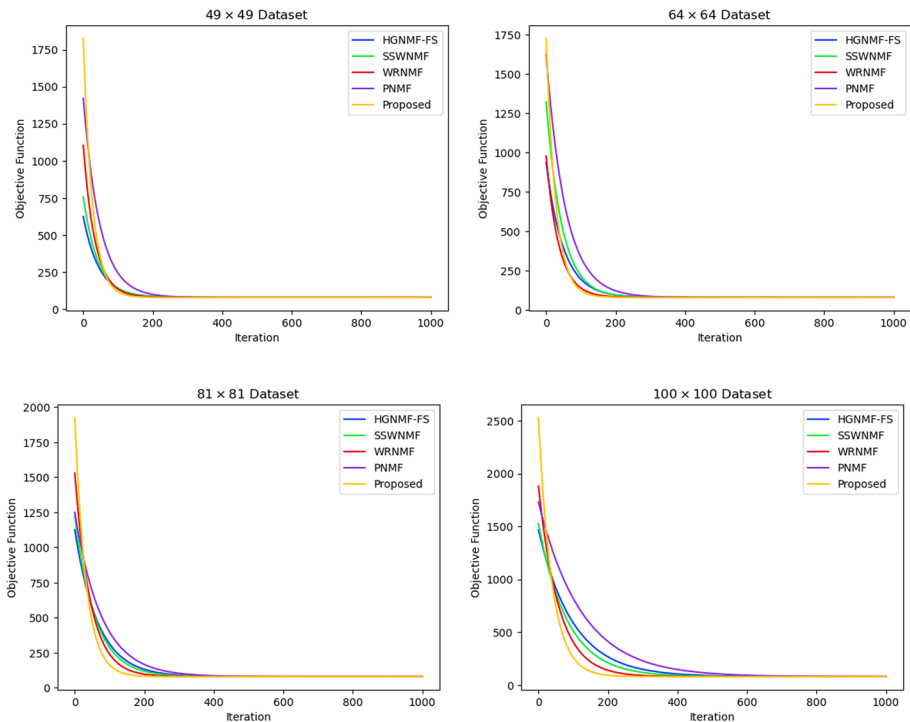 49 × 49 Dataset
1750
1500
1250
1000
750
500
250
0
Objective Function
0
200
400
600
800
1000
Iteration
HGNMF-FS
SSWNMF
WRNMF
PNMF
Proposed
64 × 64 Dataset
1750
1500
1250
1000
750
500
250
0
Objective Function
0
200
400
600
800
1000
Iteration
HGNMF-FS
SSWNMF
WRNMF
PNMF
Proposed
81 × 81 Dataset
2000
1750
1500
1250
1000
750
500
250
0
Objective Function
0
200
400
600
800
1000
Iteration
HGNMF-FS
SSWNMF
WRNMF
PNMF
Proposed
100 × 100 Dataset
2500
2000
1500
1000
500
0
Objective Function
0
200
400
600
800
1000
Iteration
HGNMF-FS
SSWNMF
WRNMF
PNMF
Proposed